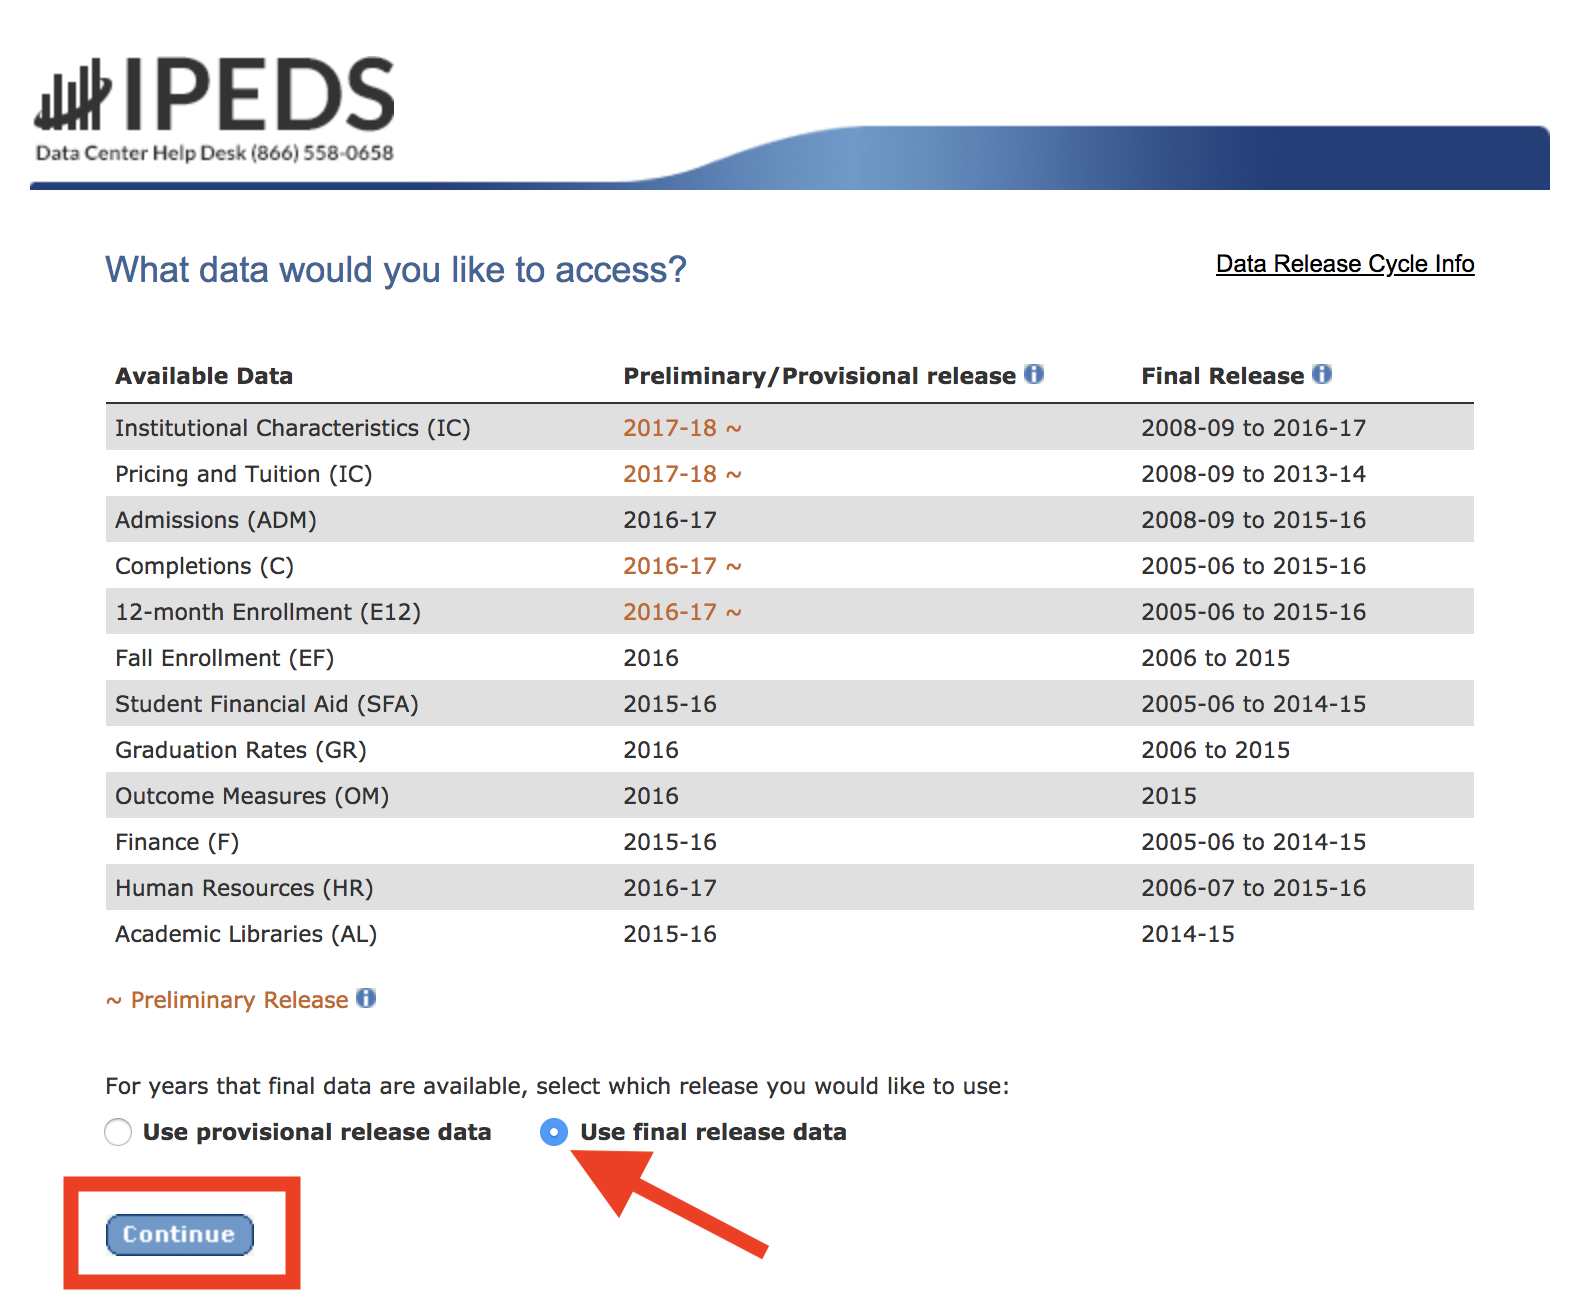 IPEDS
Data Center Help Desk (866) 558-0658
What data would you like to access?
Data Release Cycle Info
Available Data Preliminary/Provisional release Final Release
Institutional Characteristics (IC) 2017-18 ~ 2008-09 to 2016-17
Pricing and Tuition (IC) 2017-18 ~ 2008-09 to 2013-14
Admissions (ADM) 2016-17 2008-09 to 2015-16
Completions (C) 2016-17 ~ 2005-06 to 2015-16
12-month Enrollment (E12) 2016-17 ~ 2005-06 to 2015-16
Fall Enrollment (EF) 2016 2006 to 2015
Student Financial Aid (SFA) 2015-16 2005-06 to 2014-15
Graduation Rates (GR) 2016 2006 to 2015
Outcome Measures (OM) 2016 2015
Finance (F) 2015-16 2005-06 to 2014-15
Human Resources (HR) 2016-17 2006-07 to 2015-16
Academic Libraries (AL) 2015-16 2014-15
~ Preliminary Release
For years that final data are available, select which release you would like to use:
Use provisional release data Use final release data
Continue